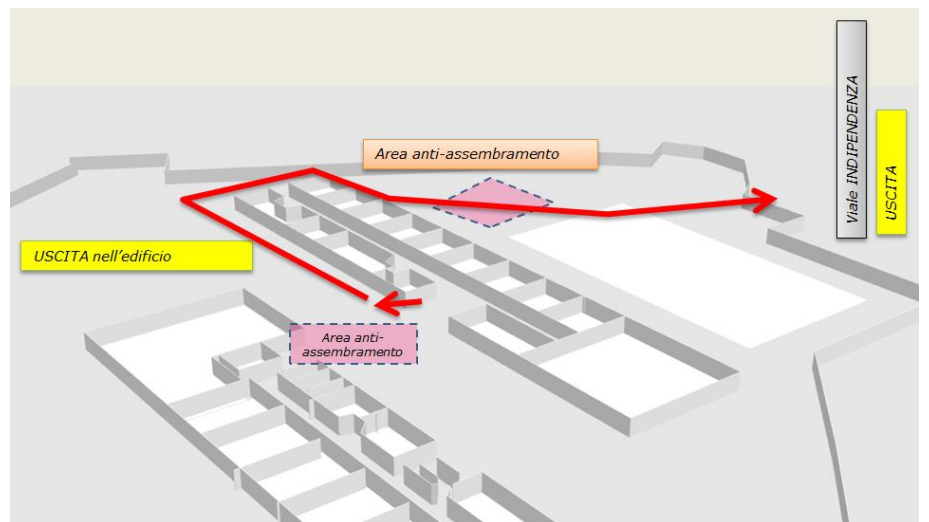 Area anti-assembramento
Viale INDIPENDENZA
USCITA
USCITA nell'edificio
Area anti-
assembramento